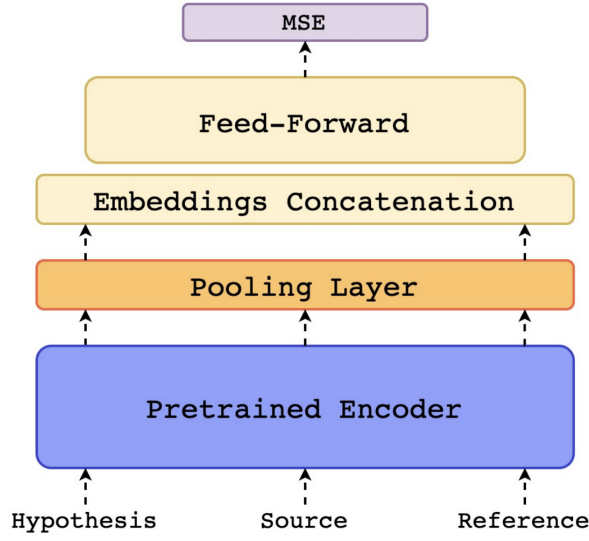 MSE
Feed-Forward
Embeddings Concatenation
Pooling Layer
Pretrained Encoder
Hypothesis Source Reference